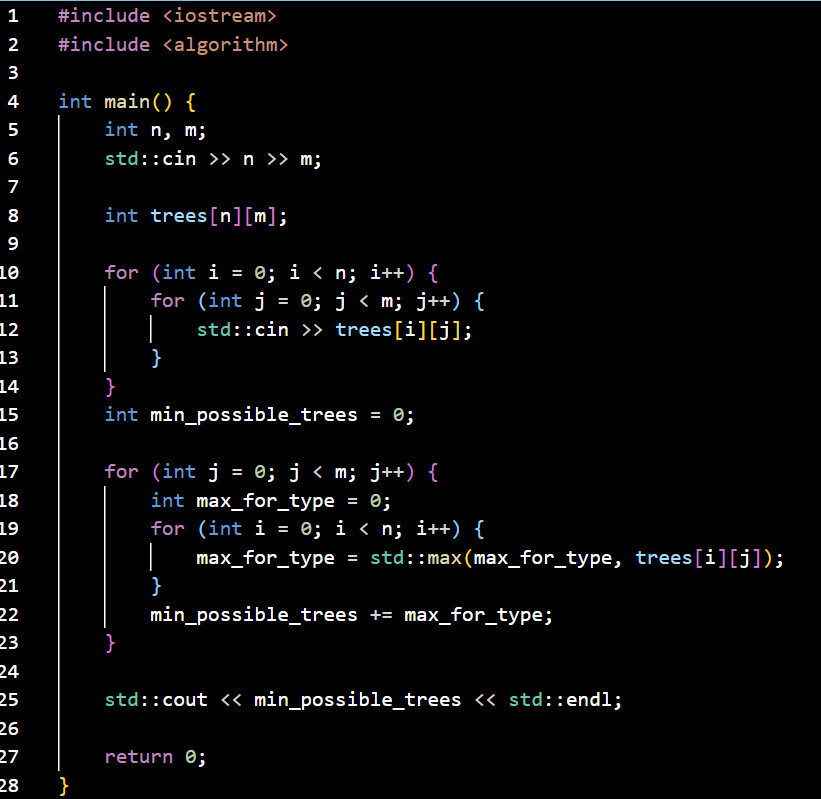 1 #include <iostream>
2 #include <algorithm>
3
4 int main() {
5     int n, m;
6     std::cin >> n >> m;
7
8     int trees[n][m];
9
10     for (int i = 0; i < n; i++) {
11         for (int j = 0; j < m; j++) {
12             std::cin >> trees[i][j];
13         }
14     }
15     int min_possible_trees = 0;
16
17     for (int j = 0; j < m; j++) {
18         int max_for_type = 0;
19         for (int i = 0; i < n; i++) {
20             max_for_type = std::max(max_for_type, trees[i][j]);
21         }
22         min_possible_trees += max_for_type;
23     }
24
25     std::cout << min_possible_trees << std::endl;
26
27     return 0;
28 }